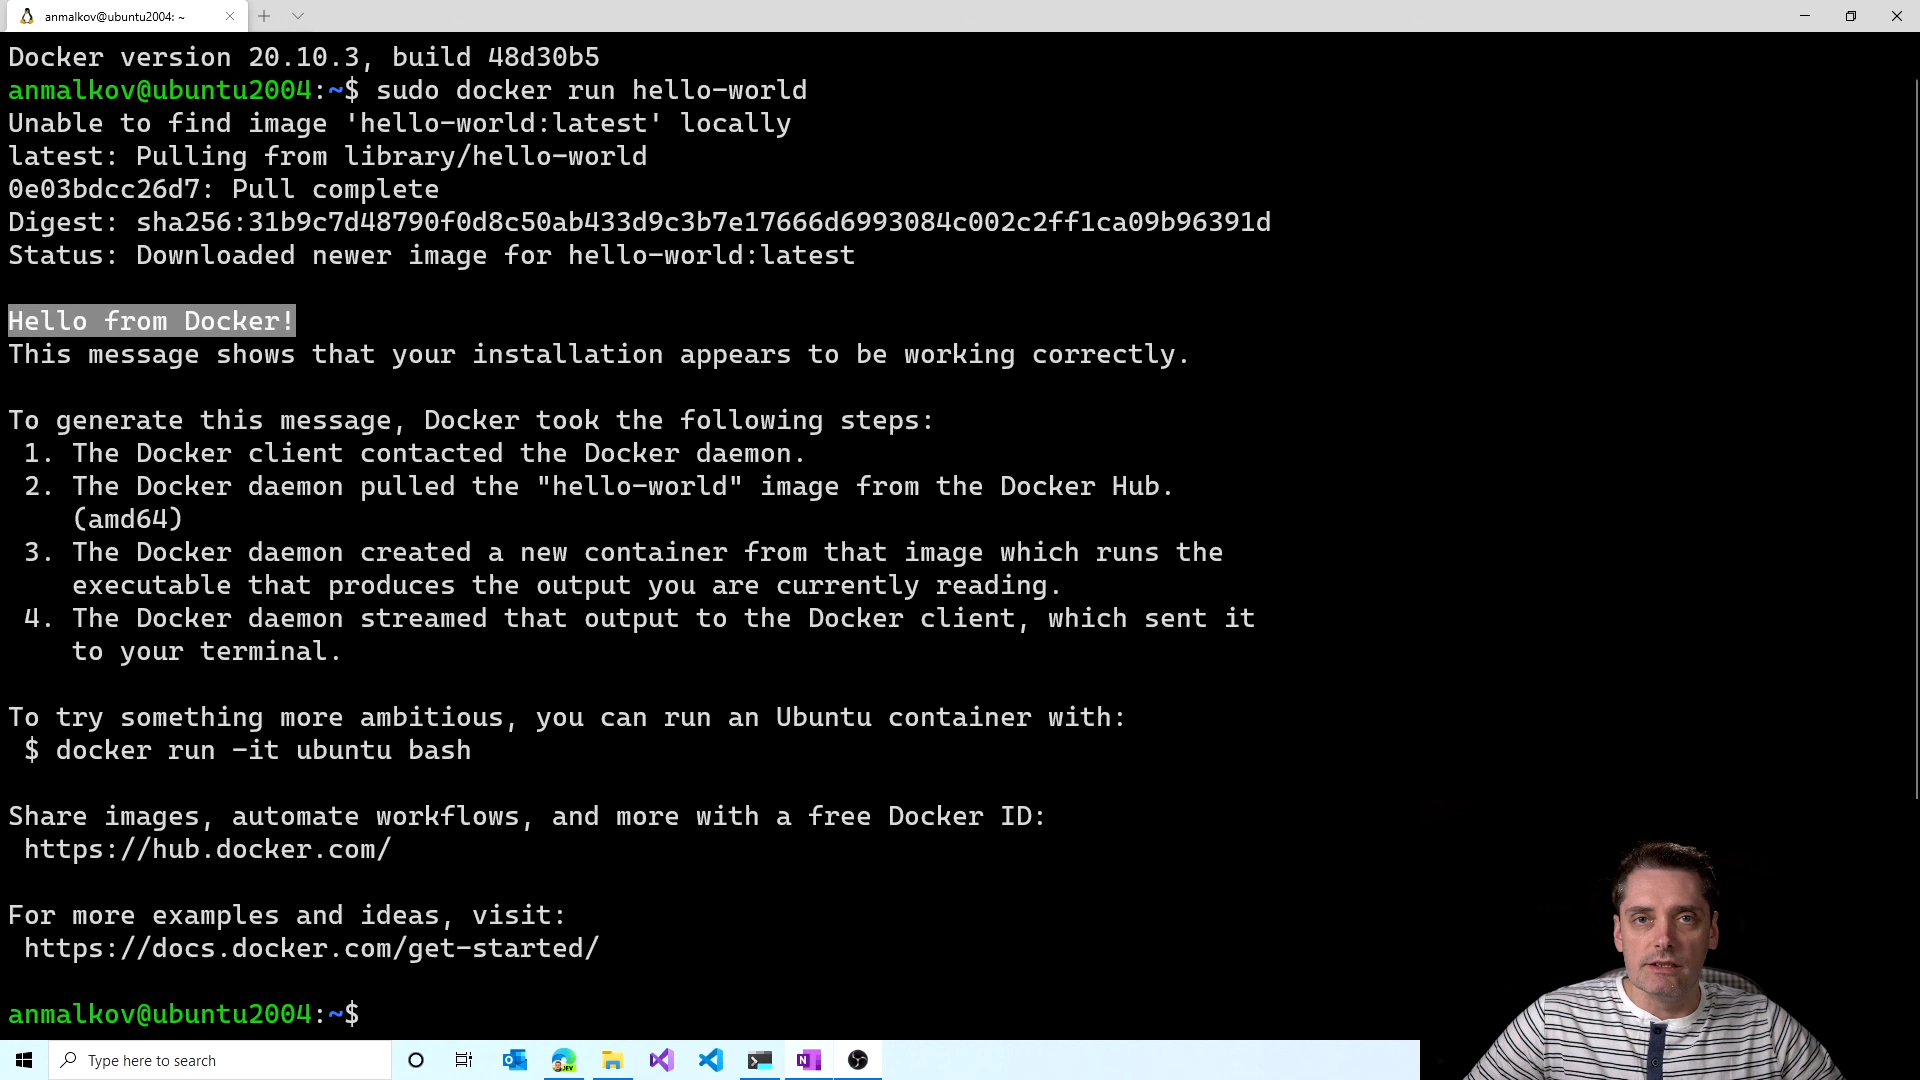 anmalkov@ubuntu2004: ~
Docker version 20.10.3, build 48d30b5
anmalkov@ubuntu2004:~$ sudo docker run hello-world
Unable to find image 'hello-world:latest' locally
latest: Pulling from library/hello-world
0e03bdcc26d7: Pull complete
Digest: sha256:31b9c7d48790f0d8c50ab433d9c3b7e17666d6993084c002c2ff1ca09b96391d
Status: Downloaded newer image for hello-world:latest
Hello from Docker!
This message shows that your installation appears to be working correctly.
To generate this message, Docker took the following steps:
1. The Docker client contacted the Docker daemon.
2. The Docker daemon pulled the "hello-world" image from the Docker Hub.
(amd64)
3. The Docker daemon created a new container from that image which runs the
executable that produces the output you are currently reading.
4. The Docker daemon streamed that output to the Docker client, which sent it
to your terminal.
To try something more ambitious, you can run an Ubuntu container with:
$ docker run -it ubuntu bash
Share images, automate workflows, and more with a free Docker ID:
https://hub.docker.com/
For more examples and ideas, visit:
https://docs.docker.com/get-started/
anmalkov@ubuntu2004:~$
Type here to search